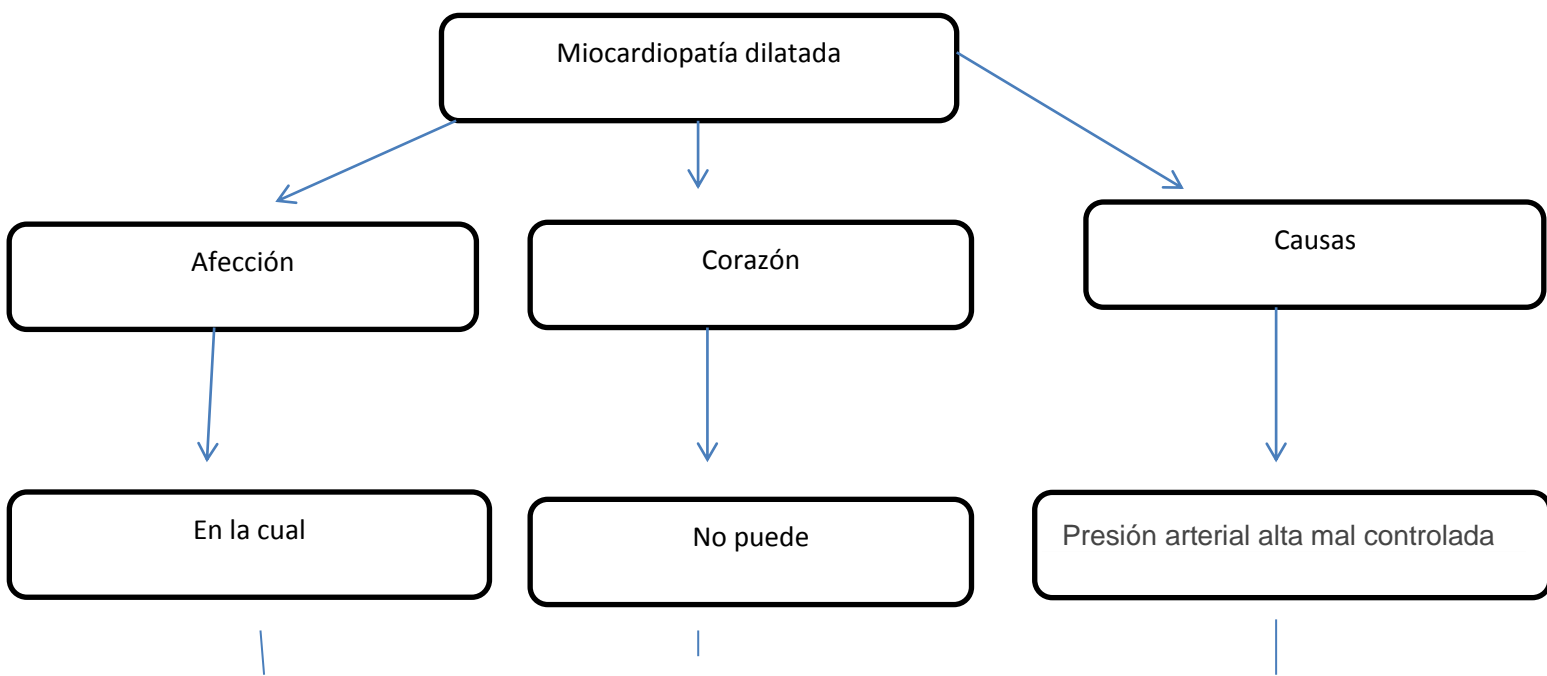 Miocardiopatía dilatada
Afección
Corazón
Causas
En la cual
No puede
Presión arterial alta mal controlada